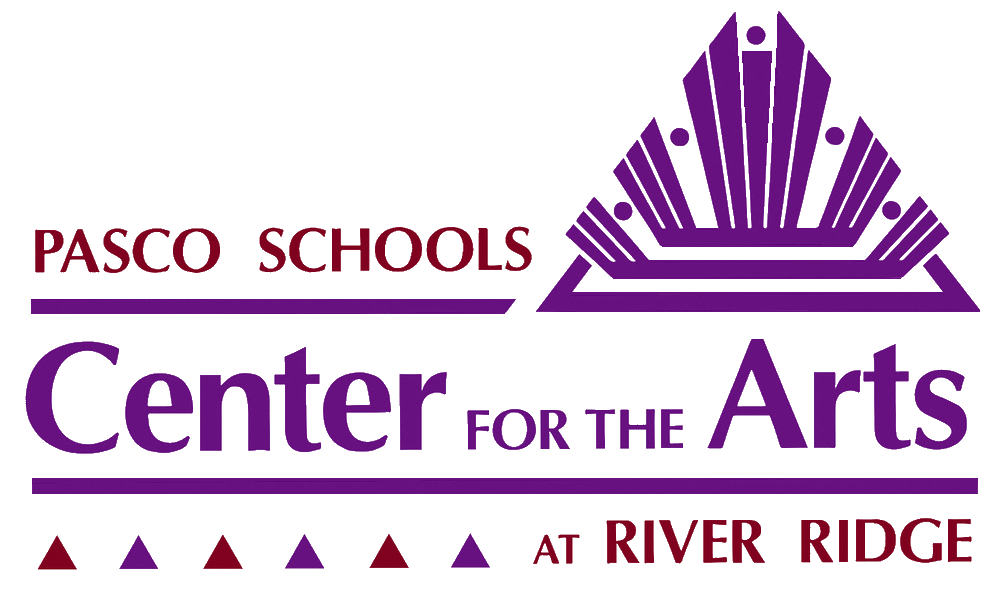 PASCO SCHOOLS
Center FOR THE Arts
AT RIVER RIDGE